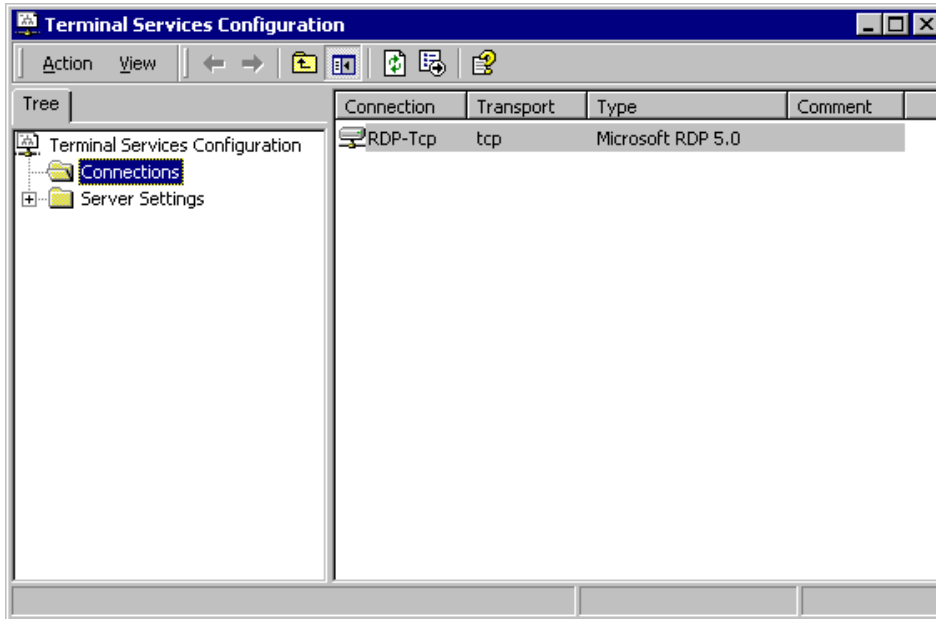 Terminal Services Configuration
Action View
Tree
Connection Transport Type Comment
Terminal Services Configuration
RDP-Tcp tcp Microsoft RDP 5.0
Connections
Server Settings